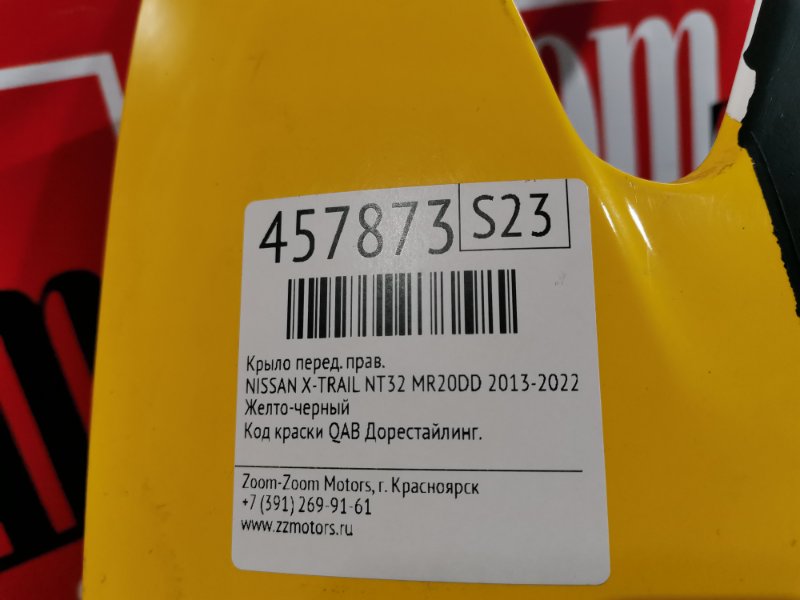 457873 S23
Крыло перед. прав.
NISSAN X-TRAIL NT32 MR20DD 2013-2022
Желто-черный
Код краски QAB Дорестайлинг.
Zoom-Zoom Motors, г. Красноярск
+7 (391) 269-91-61
www.zzmotors.ru